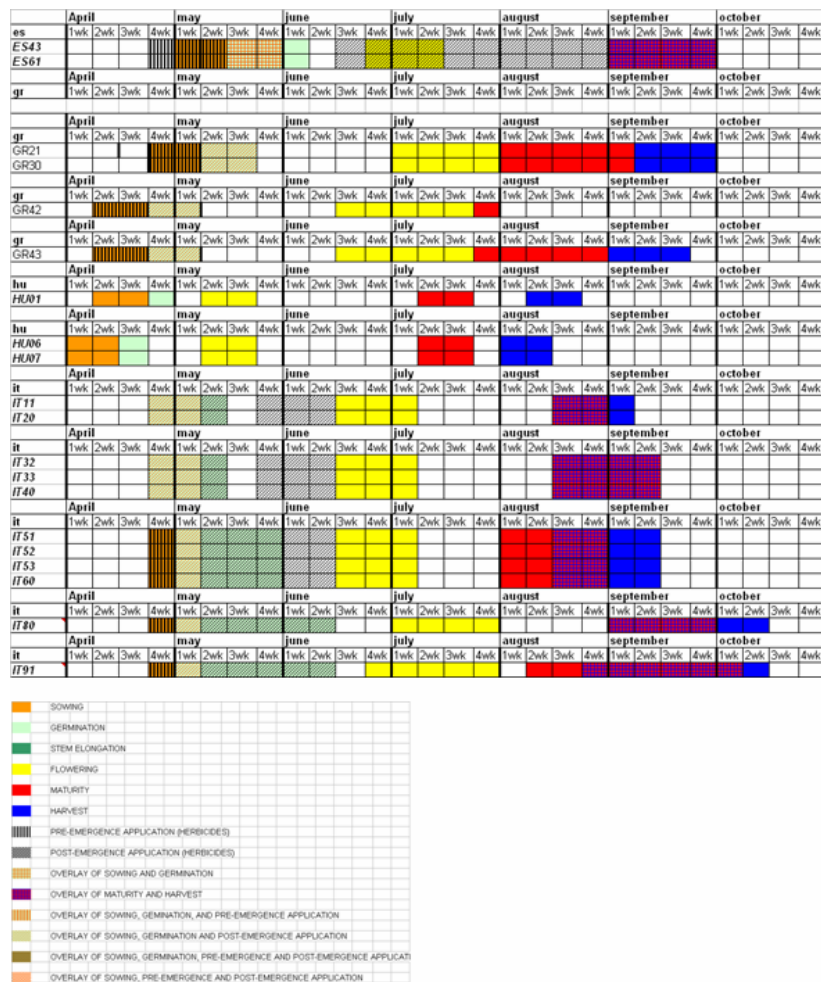 April may june july august september october
es 1wk 2wk 3wk 4wk 1wk 2wk 3wk 4wk 1wk 2wk 3wk 4wk 1wk 2wk 3wk 4wk 1wk 2wk 3wk 4wk 1wk 2wk 3wk 4wk 1wk 2wk 3wk 4wk
ES43
ES61
April may june july august september october
gr 1wk 2wk 3wk 4wk 1wk 2wk 3wk 4wk 1wk 2wk 3wk 4wk 1wk 2wk 3wk 4wk 1wk 2wk 3wk 4wk 1wk 2wk 3wk 4wk 1wk 2wk 3wk 4wk
April may june july august september october
gr 1wk 2wk 3wk 4wk 1wk 2wk 3wk 4wk 1wk 2wk 3wk 4wk 1wk 2wk 3wk 4wk 1wk 2wk 3wk 4wk 1wk 2wk 3wk 4wk 1wk 2wk 3wk 4wk
GR21
GR30
April may june july august september october
gr 1wk 2wk 3wk 4wk 1wk 2wk 3wk 4wk 1wk 2wk 3wk 4wk 1wk 2wk 3wk 4wk 1wk 2wk 3wk 4wk 1wk 2wk 3wk 4wk 1wk 2wk 3wk 4wk
GR42
April may june july august september october
gr 1wk 2wk 3wk 4wk 1wk 2wk 3wk 4wk 1wk 2wk 3wk 4wk 1wk 2wk 3wk 4wk 1wk 2wk 3wk 4wk 1wk 2wk 3wk 4wk 1wk 2wk 3wk 4wk
GR43
April may june july august september october
hu 1wk 2wk 3wk 4wk 1wk 2wk 3wk 4wk 1wk 2wk 3wk 4wk 1wk 2wk 3wk 4wk 1wk 2wk 3wk 4wk 1wk 2wk 3wk 4wk 1wk 2wk 3wk 4wk
HU01
April may june july august september october
hu 1wk 2wk 3wk 4wk 1wk 2wk 3wk 4wk 1wk 2wk 3wk 4wk 1wk 2wk 3wk 4wk 1wk 2wk 3wk 4wk 1wk 2wk 3wk 4wk 1wk 2wk 3wk 4wk
HU06
HU07
April may june july august september october
it 1wk 2wk 3wk 4wk 1wk 2wk 3wk 4wk 1wk 2wk 3wk 4wk 1wk 2wk 3wk 4wk 1wk 2wk 3wk 4wk 1wk 2wk 3wk 4wk 1wk 2wk 3wk 4wk
IT11
IT20
April may june july august september october
it 1wk 2wk 3wk 4wk 1wk 2wk 3wk 4wk 1wk 2wk 3wk 4wk 1wk 2wk 3wk 4wk 1wk 2wk 3wk 4wk 1wk 2wk 3wk 4wk 1wk 2wk 3wk 4wk
IT32
IT33
IT40
April may june july august september october
it 1wk 2wk 3wk 4wk 1wk 2wk 3wk 4wk 1wk 2wk 3wk 4wk 1wk 2wk 3wk 4wk 1wk 2wk 3wk 4wk 1wk 2wk 3wk 4wk 1wk 2wk 3wk 4wk
IT51
IT52
IT53
IT60
April may june july august september october
it 1wk 2wk 3wk 4wk 1wk 2wk 3wk 4wk 1wk 2wk 3wk 4wk 1wk 2wk 3wk 4wk 1wk 2wk 3wk 4wk 1wk 2wk 3wk 4wk 1wk 2wk 3wk 4wk
IT80
April may june july august september october
it 1wk 2wk 3wk 4wk 1wk 2wk 3wk 4wk 1wk 2wk 3wk 4wk 1wk 2wk 3wk 4wk 1wk 2wk 3wk 4wk 1wk 2wk 3wk 4wk 1wk 2wk 3wk 4wk
IT91
SOWING
GERMINATION
STEM ELONGATION
FLOWERING
MATURITY
HARVEST
PRE-EMERGENCE APPLICATION (HERBICIDES)
POST-EMERGENCE APPLICATION (HERBICIDES)
OVERLAY OF SOWING AND GERMINATION
OVERLAY OF MATURITY AND HARVEST
OVERLAY OF SOWING, GEMINATION, AND PRE-EMERGENCE APPLICATION
OVERLAY OF SOWING, GERMINATION AND POST-EMERGENCE APPLICATION
OVERLAY OF SOWING, GERMINATION, PRE-EMERGENCE AND POST-EMERGENCE APPLICATI
OVERLAY OF SOWING, PRE-EMERGENCE AND POST-EMERGENCE APPLICATION